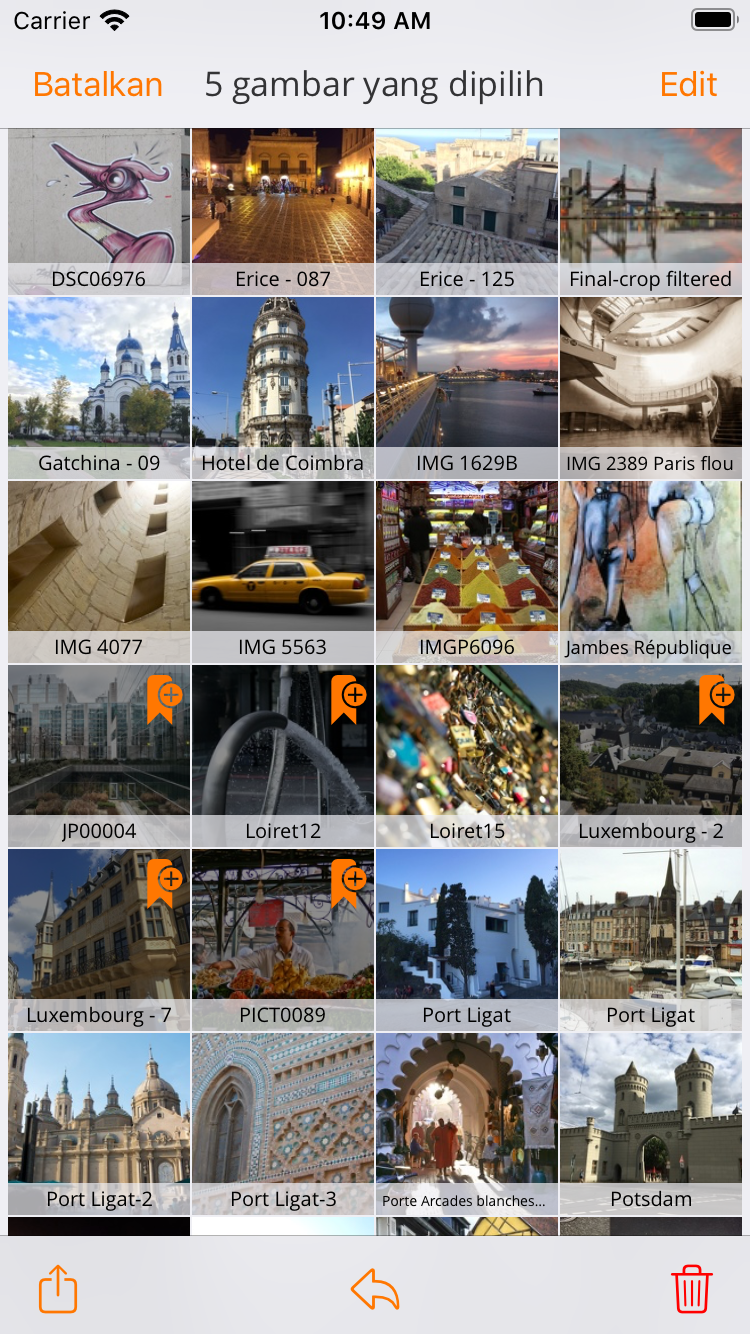 Carrier 10:49 AM
Batalkan 5 gambar yang dipilih Edit
DSC06976 Erice - 087 Erice - 125 Final-crop filtered
Gatchina - 09 Hotel de Coimbra IMG 1629B IMG 2389 Paris flou
IMG 4077 IMG 5563 IMGP6096 Jambes République
JP00004 Loiret12 Loiret15 Luxembourg - 2
Luxembourg - 7 PICT0089 Port Ligat Port Ligat
Port Ligat-2 Port Ligat-3 Porte Arcades blanches... Potsdam